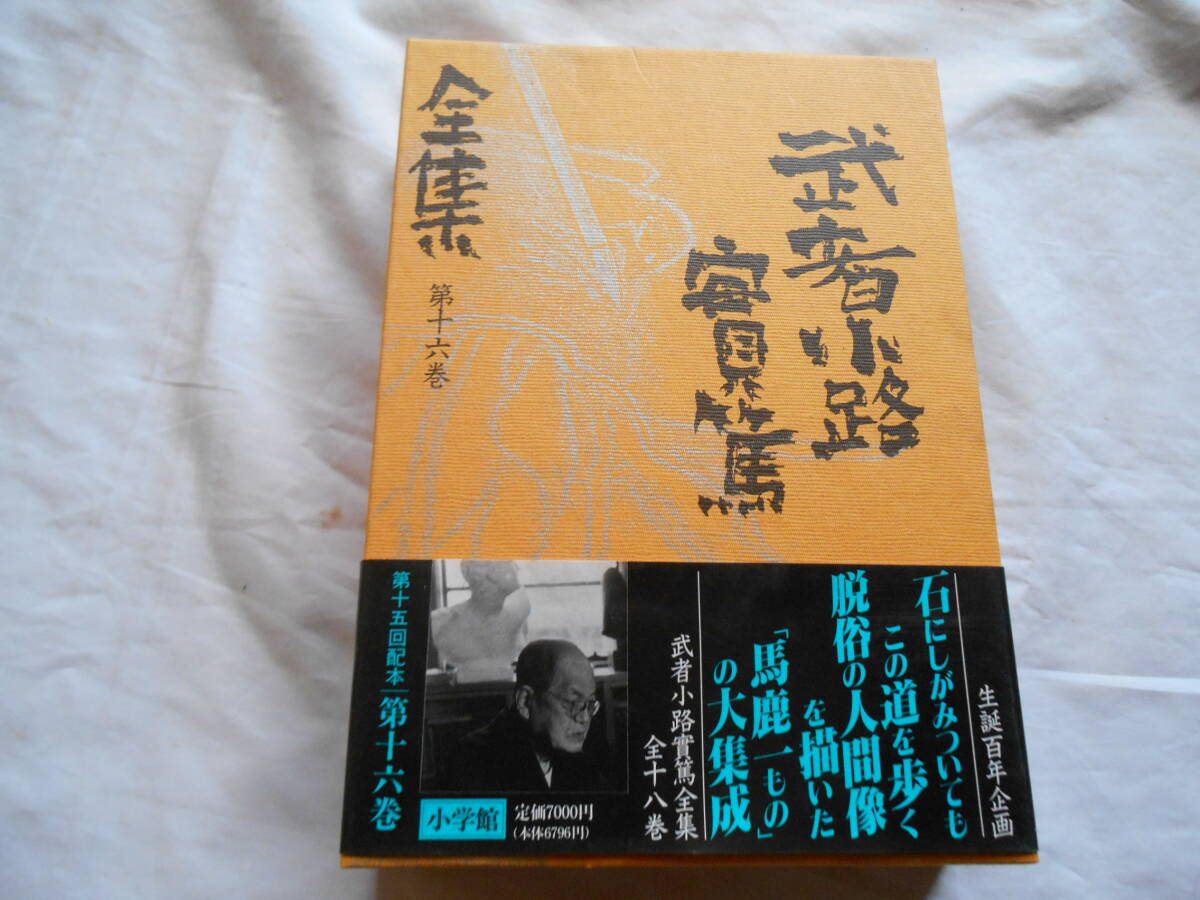 武者小路
實篤
全集
第十六巻
生誕百年企画
石にしがみついても
この道を歩く
脱俗の人間像
を描いた
「馬鹿一もの」
の大集成
武者小路實篤全集
全十八巻
第十五回配本 第十六巻
小学館
定価7000円
(本体6796円)